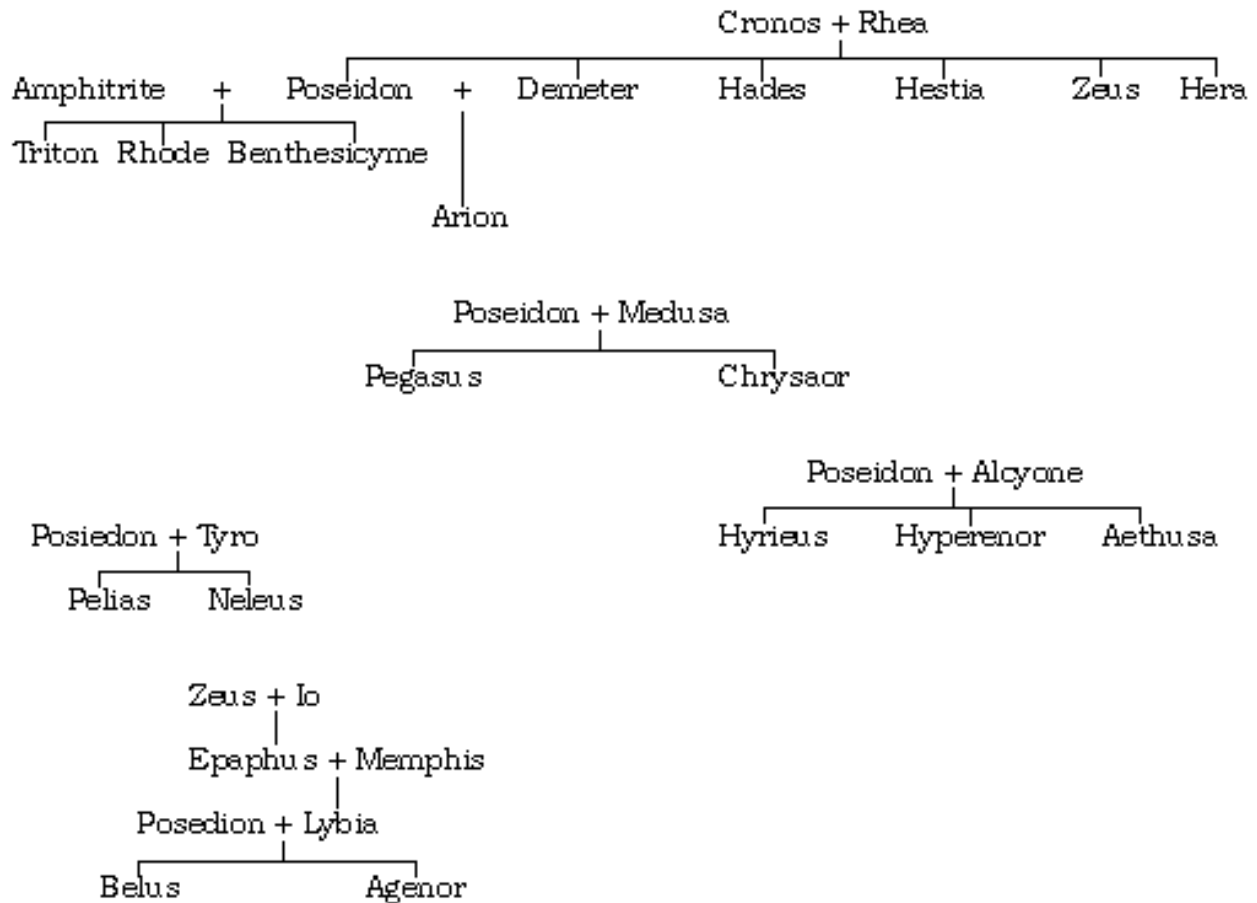 Cronos + Rhea
Amphitrite + Poseidon + Demeter Hades Hestia Zeus Hera
Triton Rhode Benthesicyme
Arion
Poseidon + Medusa
Pegasus Chrysaor
Poseidon + Alcyone
Posiedon + Tyro
Hyrieus Hyperenor Aethusa
Pelias Neleus
Zeus + Io
Epaphus + Memphis
Posedion + Lybia
Belus Agenor